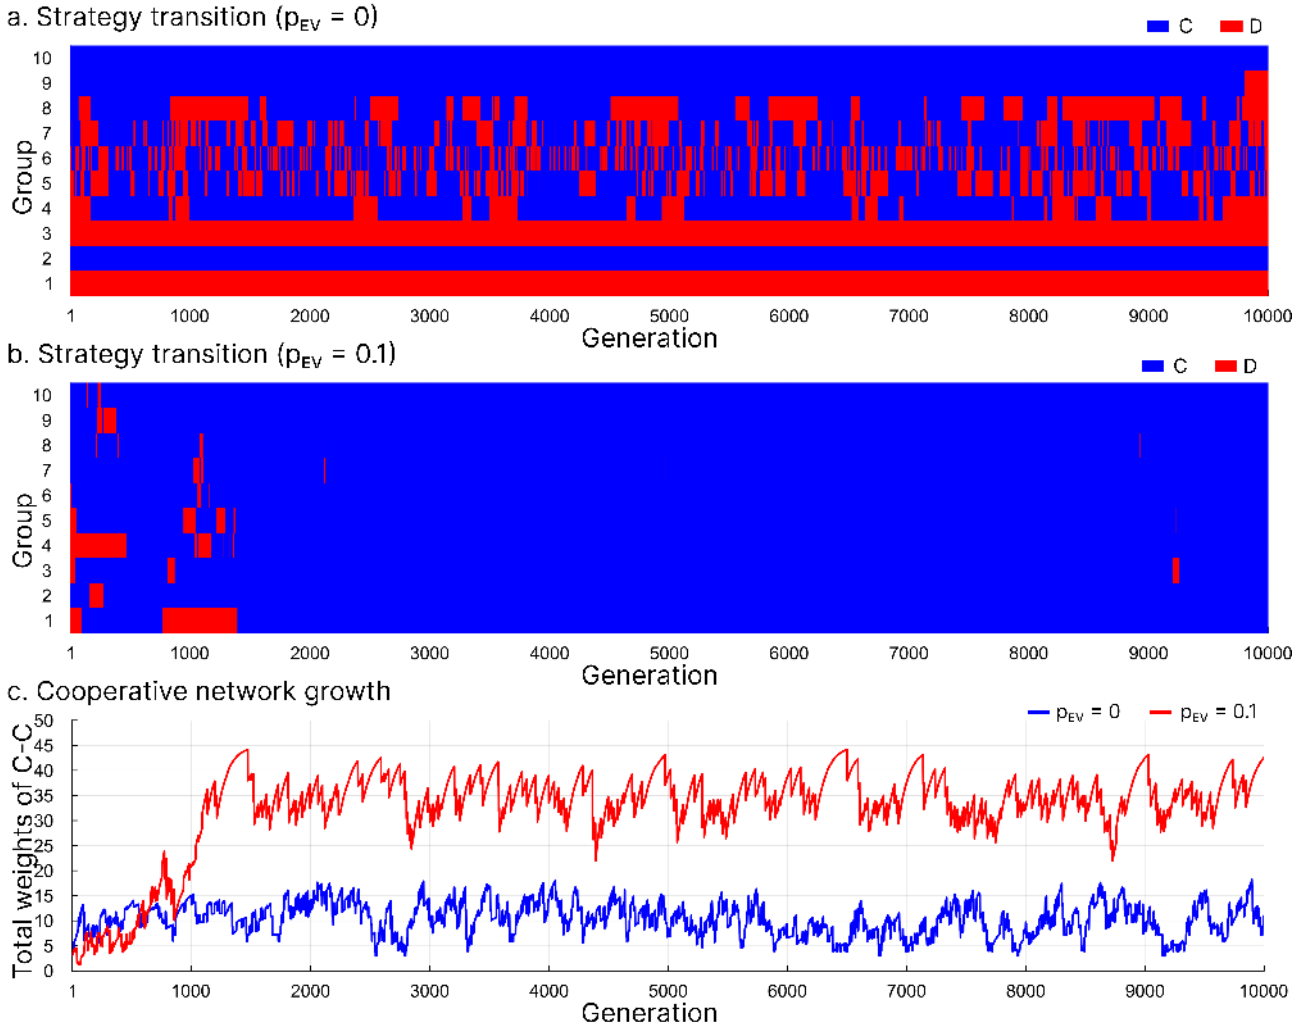 a. Strategy transition (pEV = 0)
C D
10
9
8
7
6
5
4
3
2
1
Group
1 1000 2000 3000 4000 5000 6000 7000 8000 9000 10000
Generation
b. Strategy transition (pEV = 0.1)
C D
10
9
8
7
6
5
4
3
2
1
Group
1 1000 2000 3000 4000 5000 6000 7000 8000 9000 10000
Generation
c. Cooperative network growth
pEV = 0 pEV = 0.1
50
45
40
35
30
25
20
15
10
5
0
Total weights of C-C
1 1000 2000 3000 4000 5000 6000 7000 8000 9000 10000
Generation